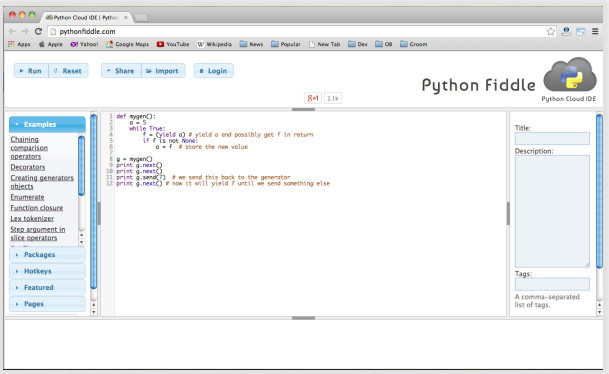 Python Cloud IDE | Python
pythonfiddle.com
Apps Apple Yahoo! Google Maps YouTube Wikipedia News Popular New Tab Dev OB Groom
Run Reset Share Import Login
Python Fiddle
Python Cloud IDE
g+1 2.1k
Examples
Chaining
comparison
operators
Decorators
Creating generators
objects
Enumerate
Function closure
Lex tokenizer
Step argument in
slice operators
Packages
Hotkeys
Featured
Pages
1 def mygen():
2 a = 5
3 while True:
4 f = (yield a) # yield a and possibly get f in return
5 if f is not None:
6 a = f # store the new value
7
8 g = mygen()
9 print g.next()
10 print g.next()
11 print g.send(7) # we send this back to the generator
12 print g.next() # now it will yield 7 until we send something else
Title:
Description:
Tags:
A comma-separated
list of tags.